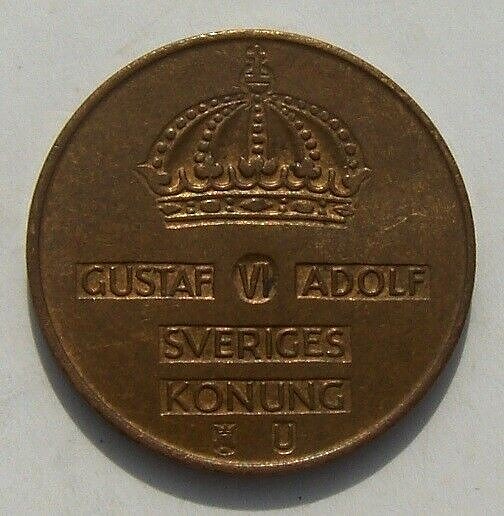 GUSTAF VI ADOLF
SVERIGES
KONUNG
U